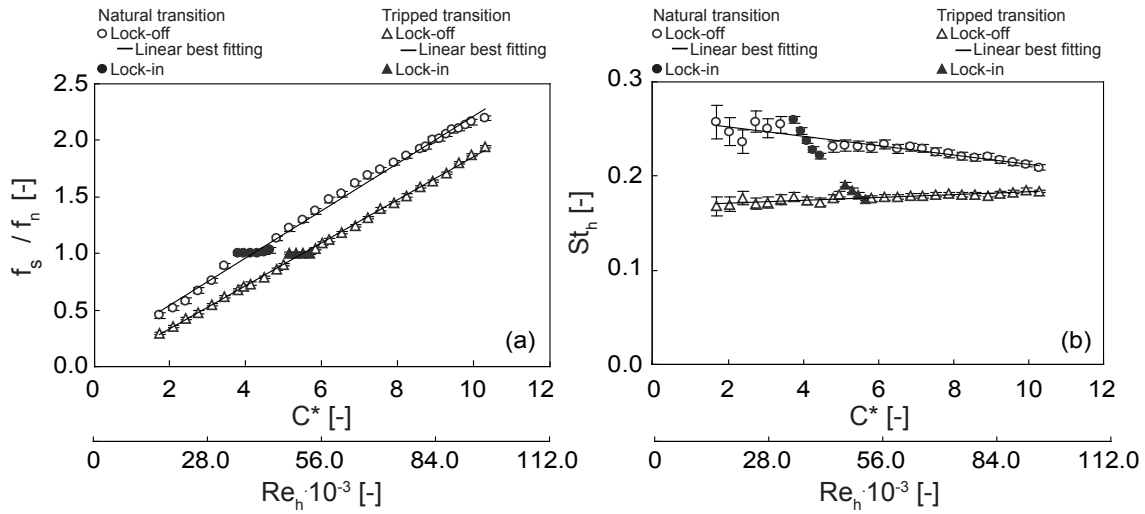 Natural transition Tripped transition
Lock-off Lock-off
Linear best fitting Linear best fitting
Lock-in Lock-in
2.5
2.0
1.5
1.0
0.5
0.0
f_s / f_n [-]
(a)
0 2 4 6 8 10 12
C* [-]
0 28.0 56.0 84.0 112.0
Re_h·10^-3 [-]
Natural transition Tripped transition
Lock-off Lock-off
Linear best fitting Linear best fitting
Lock-in Lock-in
0.3
0.2
0.1
0.0
St_h [-]
(b)
0 2 4 6 8 10 12
C* [-]
0 28.0 56.0 84.0 112.0
Re_h·10^-3 [-]